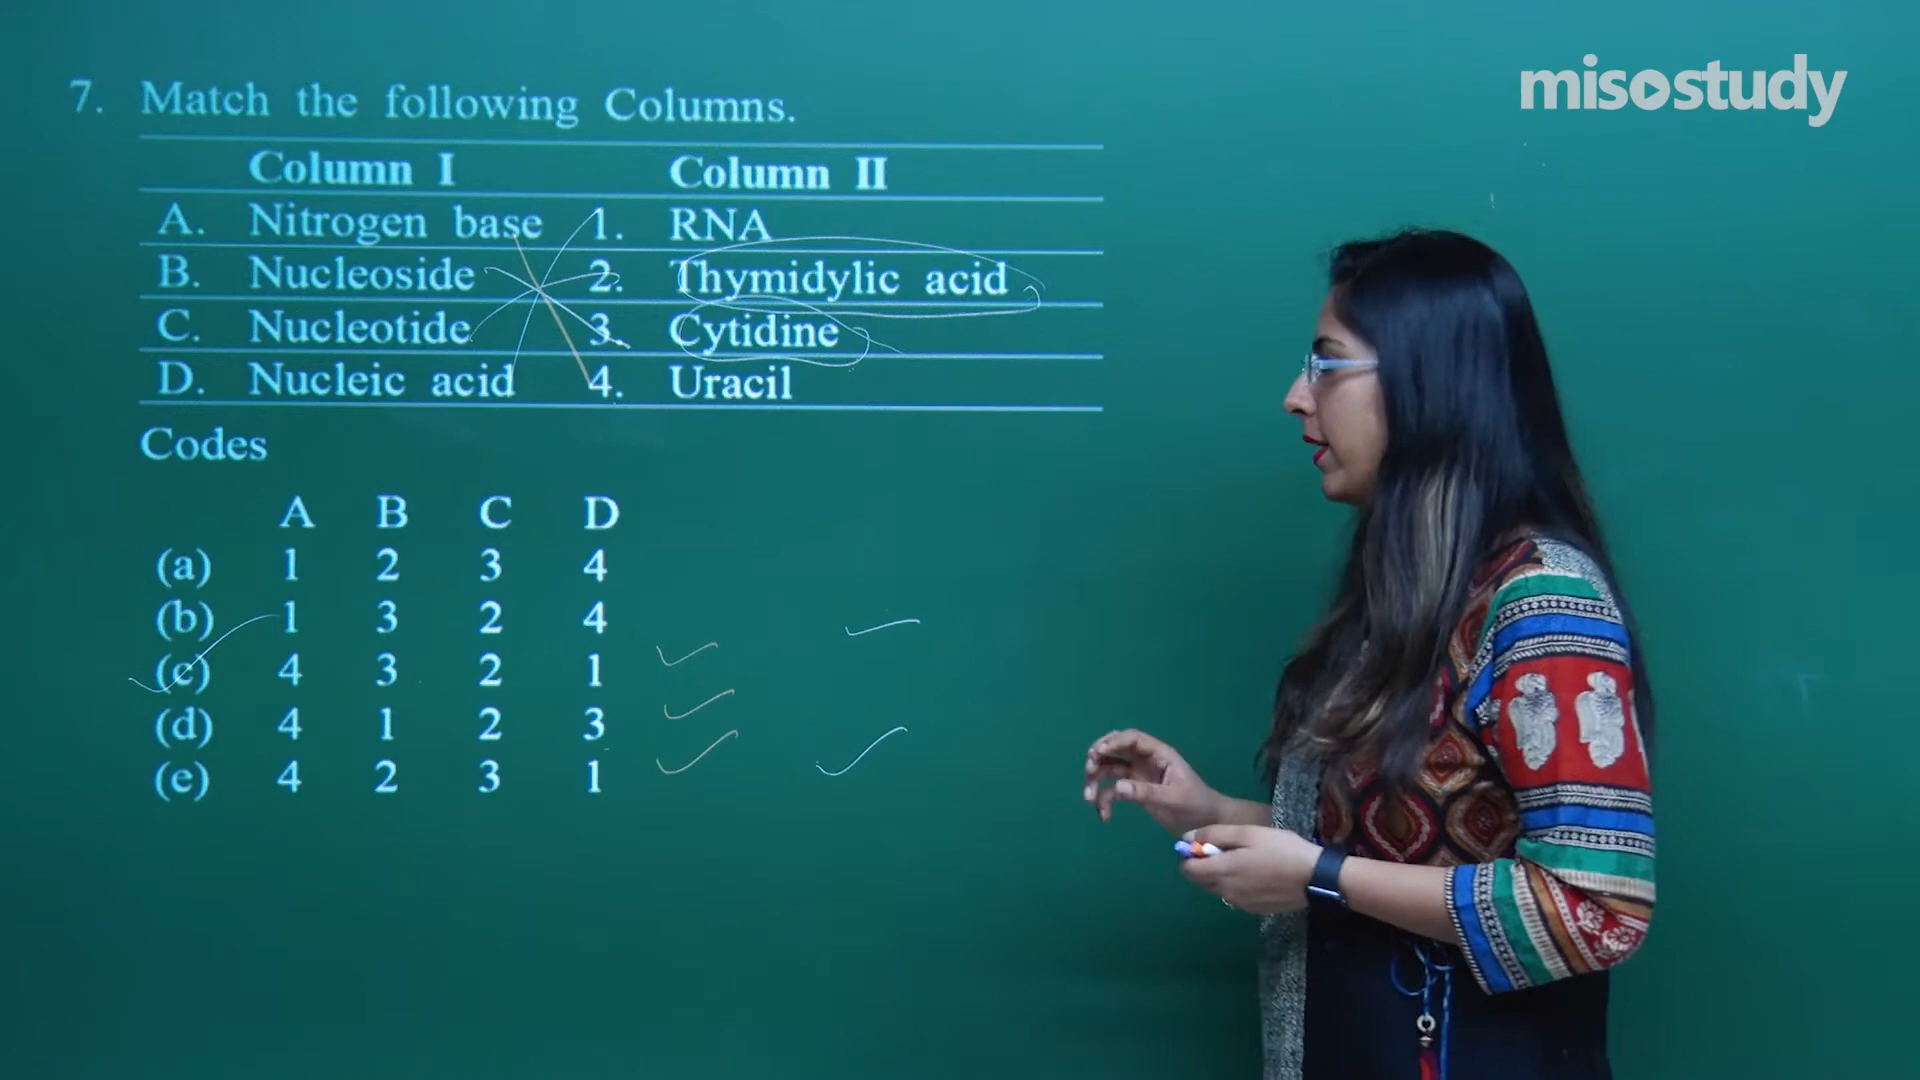 misostudy
7. Match the following Columns.
Column I Column II
A. Nitrogen base 1. RNA
B. Nucleoside 2. Thymidylic acid
C. Nucleotide 3. Cytidine
D. Nucleic acid 4. Uracil
Codes
A B C D
(a) 1 2 3 4
(b) 1 3 2 4
(c) 4 3 2 1
(d) 4 1 2 3
(e) 4 2 3 1